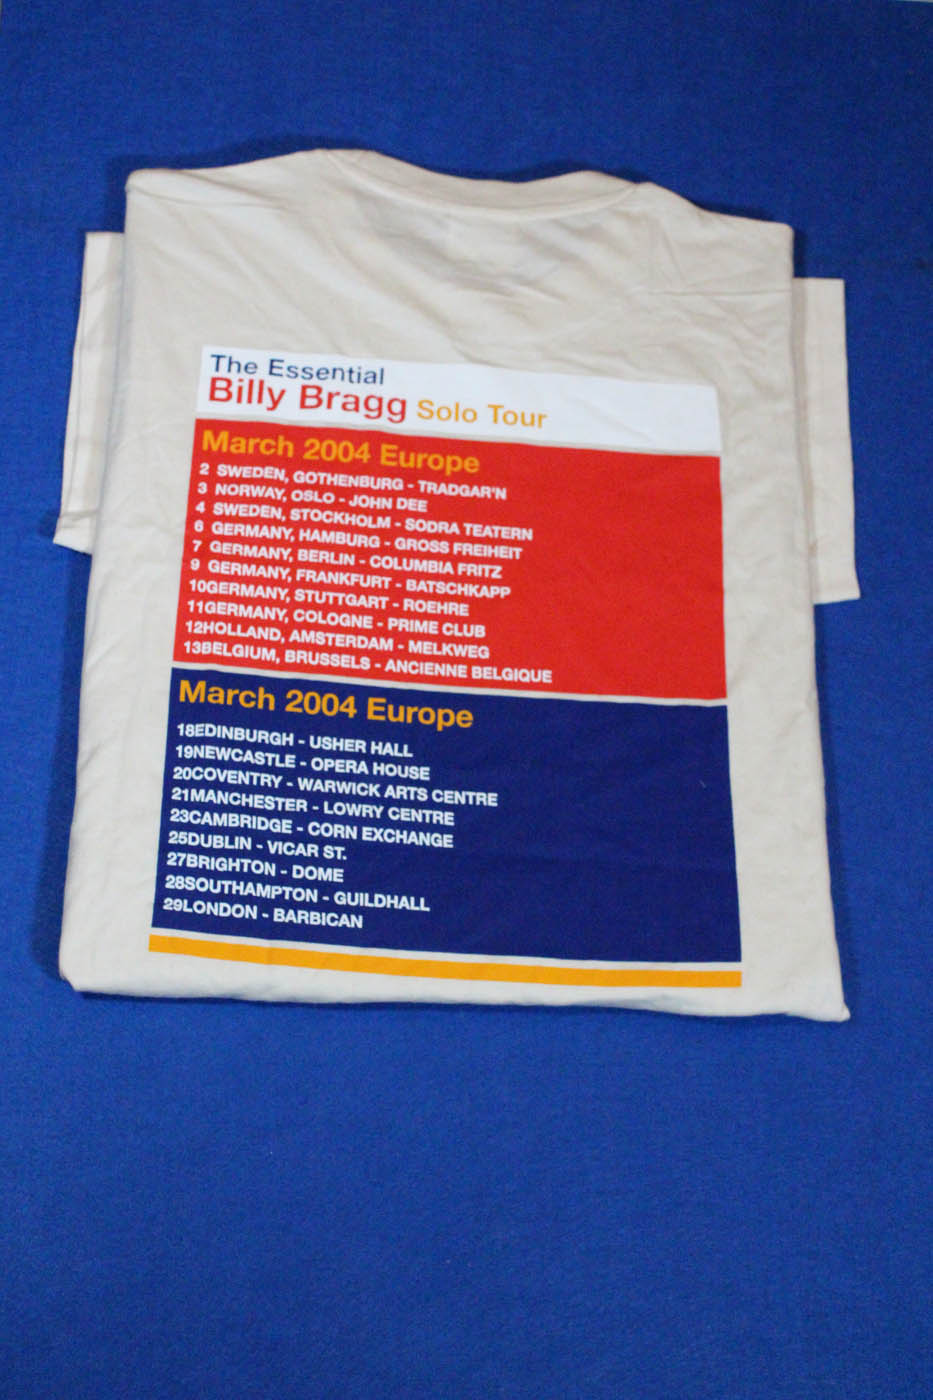 The Essential
Billy Bragg Solo Tour
March 2004 Europe
2 SWEDEN, GOTHENBURG - TRADGAR'N
3 NORWAY, OSLO - JOHN DEE
4 SWEDEN, STOCKHOLM - SODRA TEATERN
6 GERMANY, HAMBURG - GROSS FREIHEIT
7 GERMANY, BERLIN - COLUMBIA FRITZ
9 GERMANY, FRANKFURT - BATSCHKAPP
10GERMANY, STUTTGART - ROEHRE
11GERMANY, COLOGNE - PRIME CLUB
12HOLLAND, AMSTERDAM - MELKWEG
13BELGIUM, BRUSSELS - ANCIENNE BELGIQUE
March 2004 Europe
18EDINBURGH - USHER HALL
19NEWCASTLE - OPERA HOUSE
20COVENTRY - WARWICK ARTS CENTRE
21MANCHESTER - LOWRY CENTRE
23CAMBRIDGE - CORN EXCHANGE
25DUBLIN - VICAR ST.
27BRIGHTON - DOME
28SOUTHAMPTON - GUILDHALL
29LONDON - BARBICAN